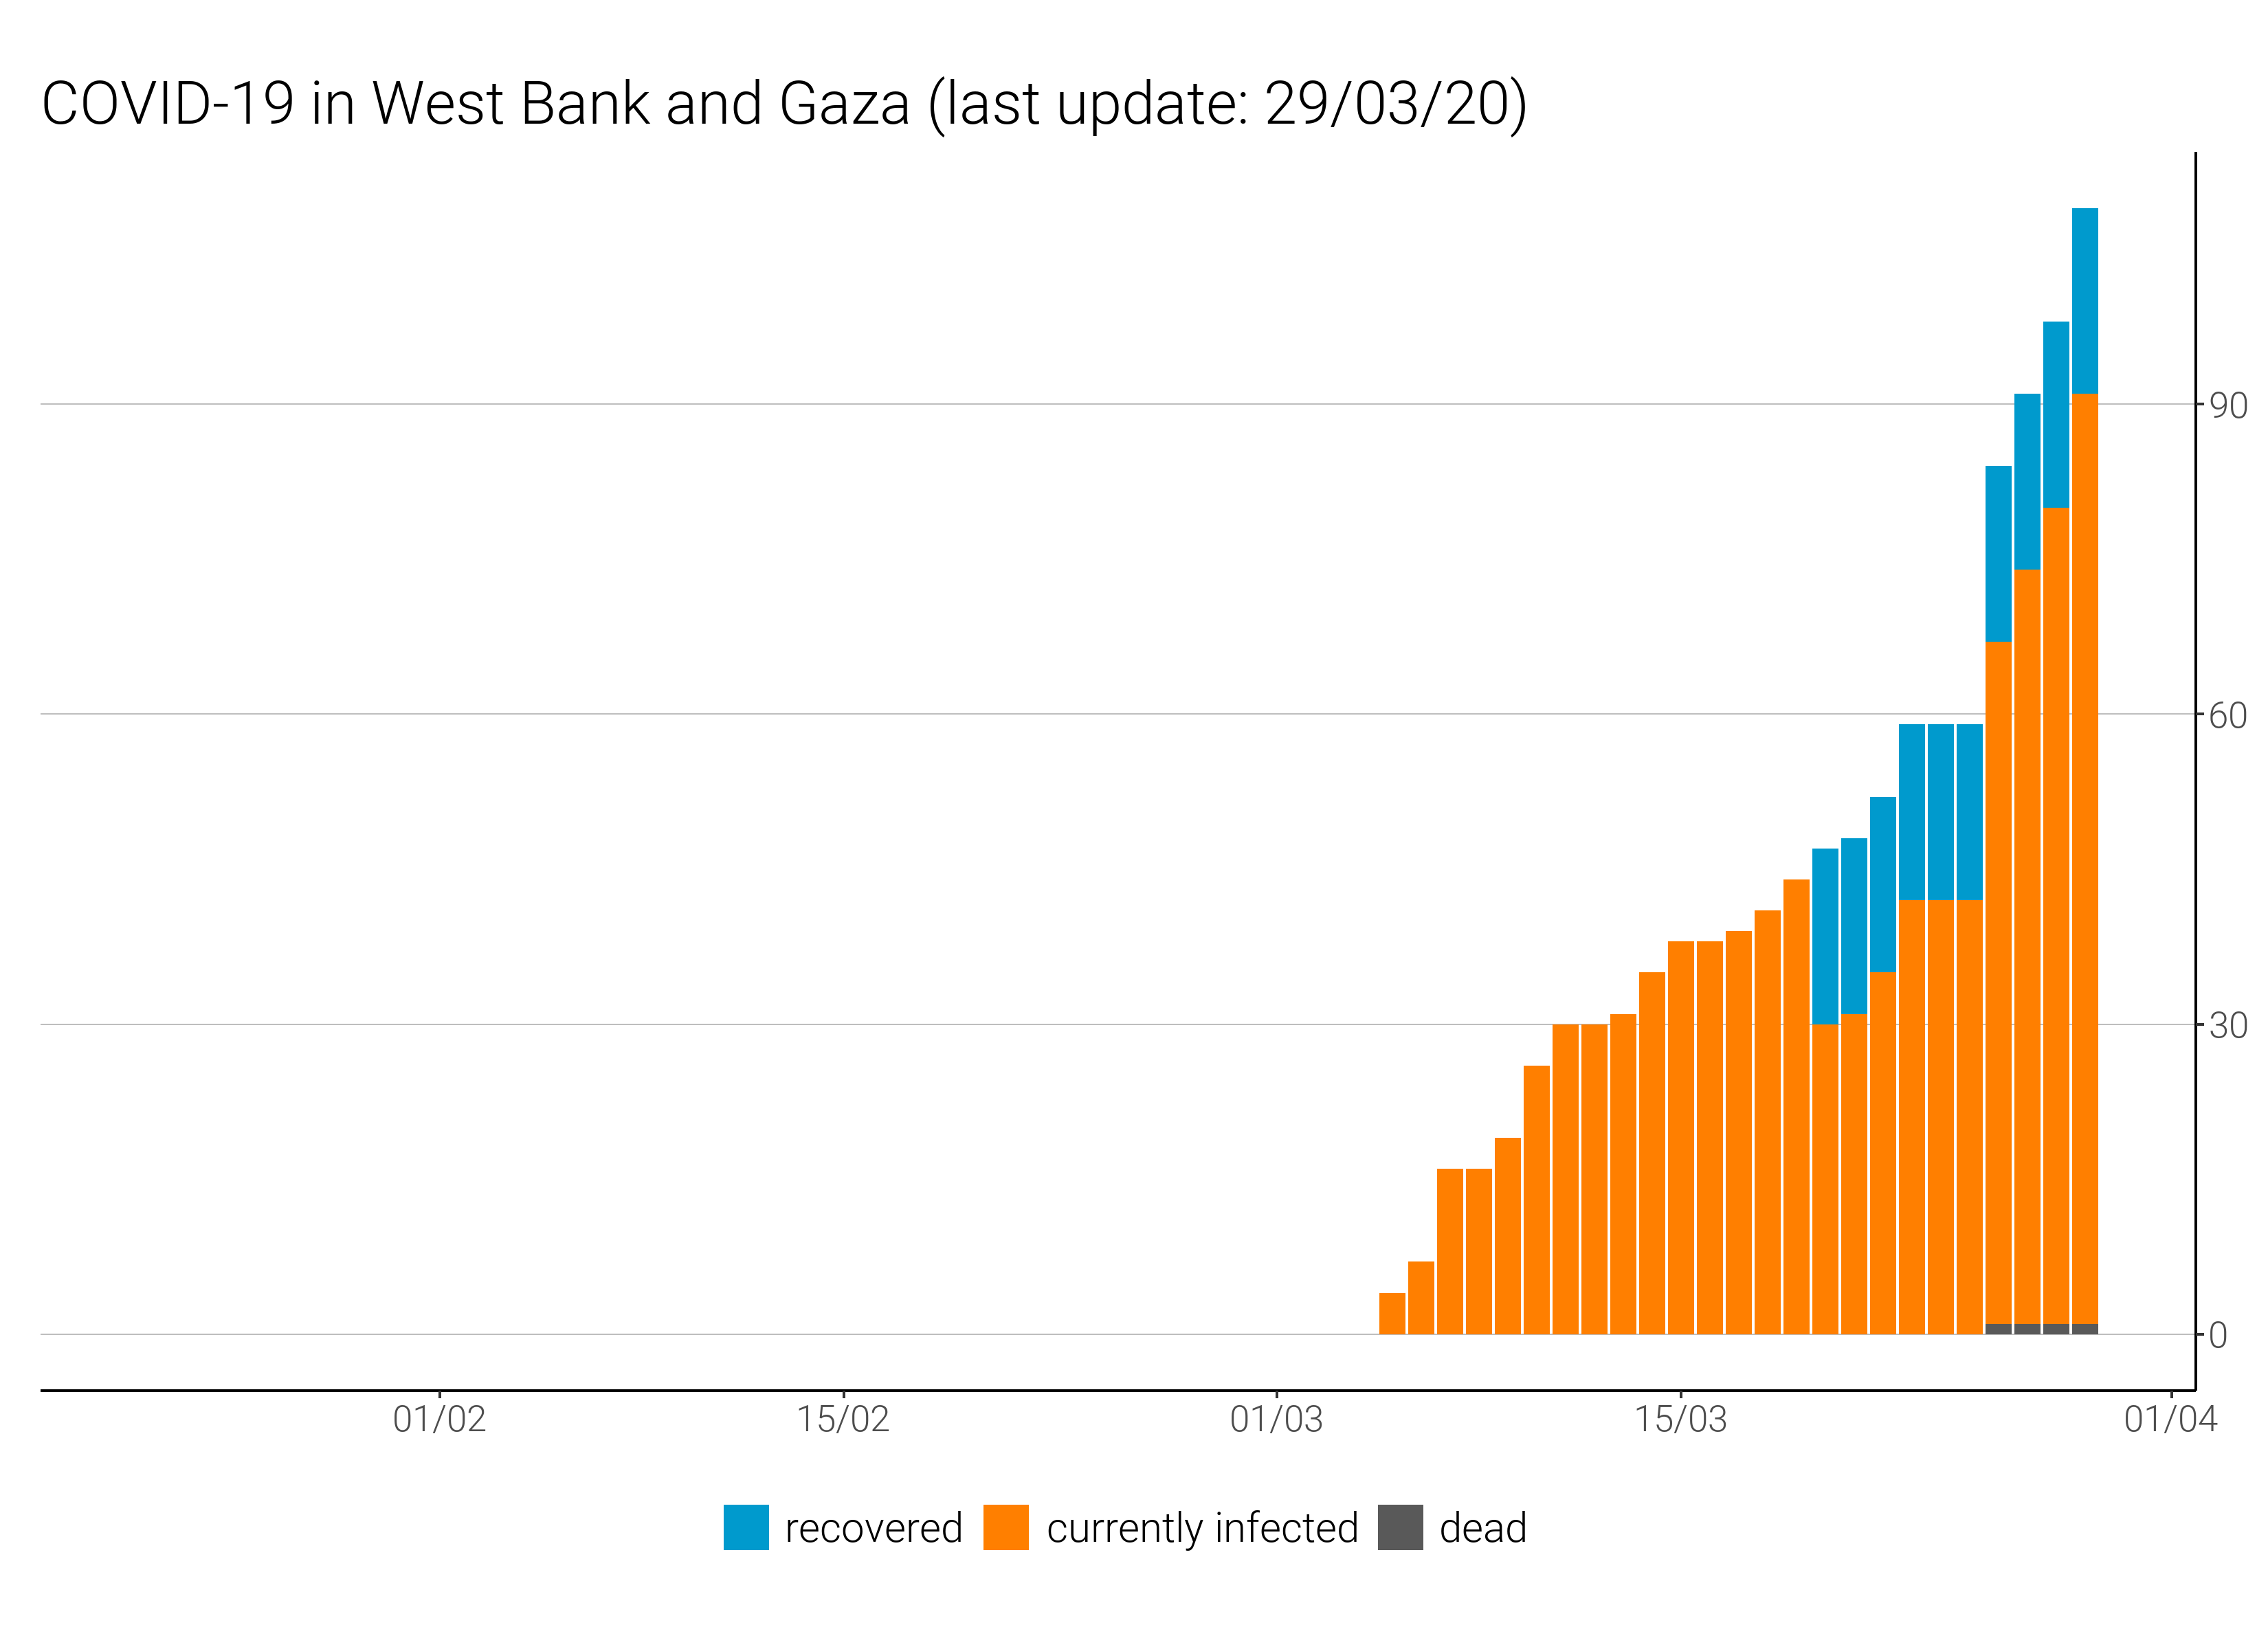 COVID-19 in West Bank and Gaza (last update: 29/03/20)
90
60
30
0
01/02 15/02 01/03 15/03 01/04
recovered currently infected dead